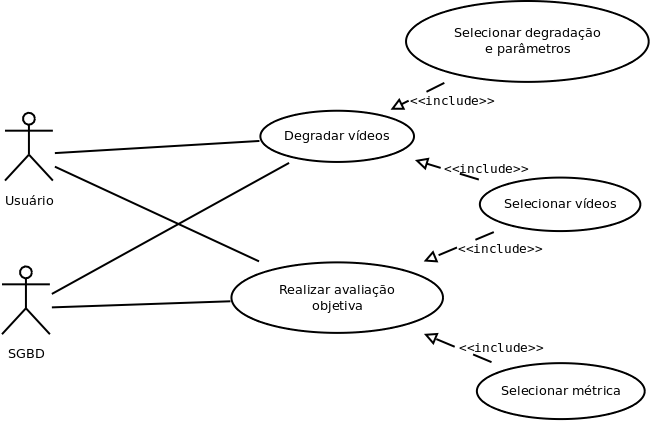 Selecionar degradação
e parâmetros
<<include>>
Degradar vídeos
<<include>>
Usuário
Selecionar vídeos
<<include>>
Realizar avaliação
objetiva
SGBD
<<include>>
Selecionar métrica